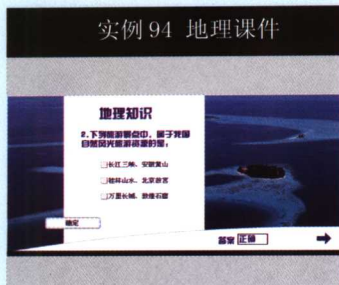 实例 94 地理课件
地理知识
2.下列旅游景点中，属于我国
自然风光旅游资源的是：
长江三峡、安徽黄山
桂林山水、北京故宫
万里长城、敦煌石窟
确定
答案 正确